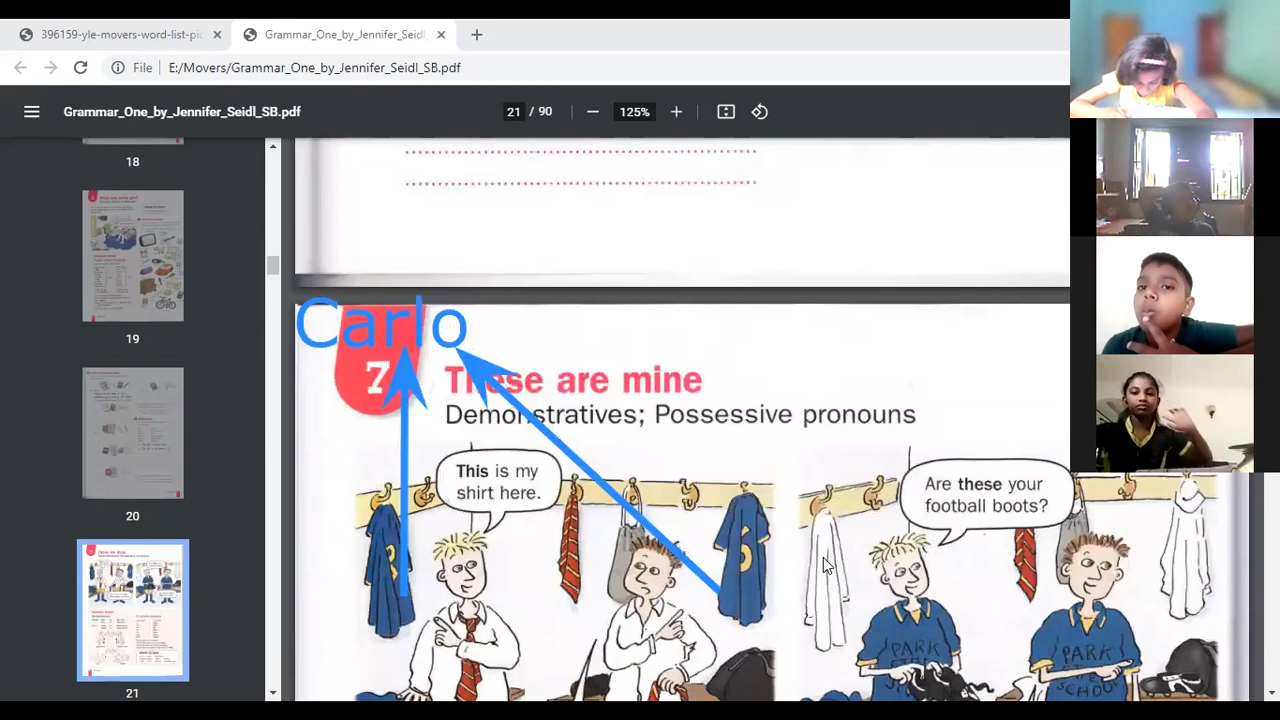 396159-yle-movers-word-list-pic
Grammar_One_by_Jennifer_Seidl_
File
E:/Movers/Grammar_One_by_Jennifer_Seidl_SB.pdf
Grammar_One_by_Jennifer_Seidl_SB.pdf
21 / 90
125%
18
19
20
21
Carlo
7
These are mine
Demonstratives; Possessive pronouns
This is my
shirt here.
Are these your
football boots?
PARK
SCHOOL
PARK
SCHOOL